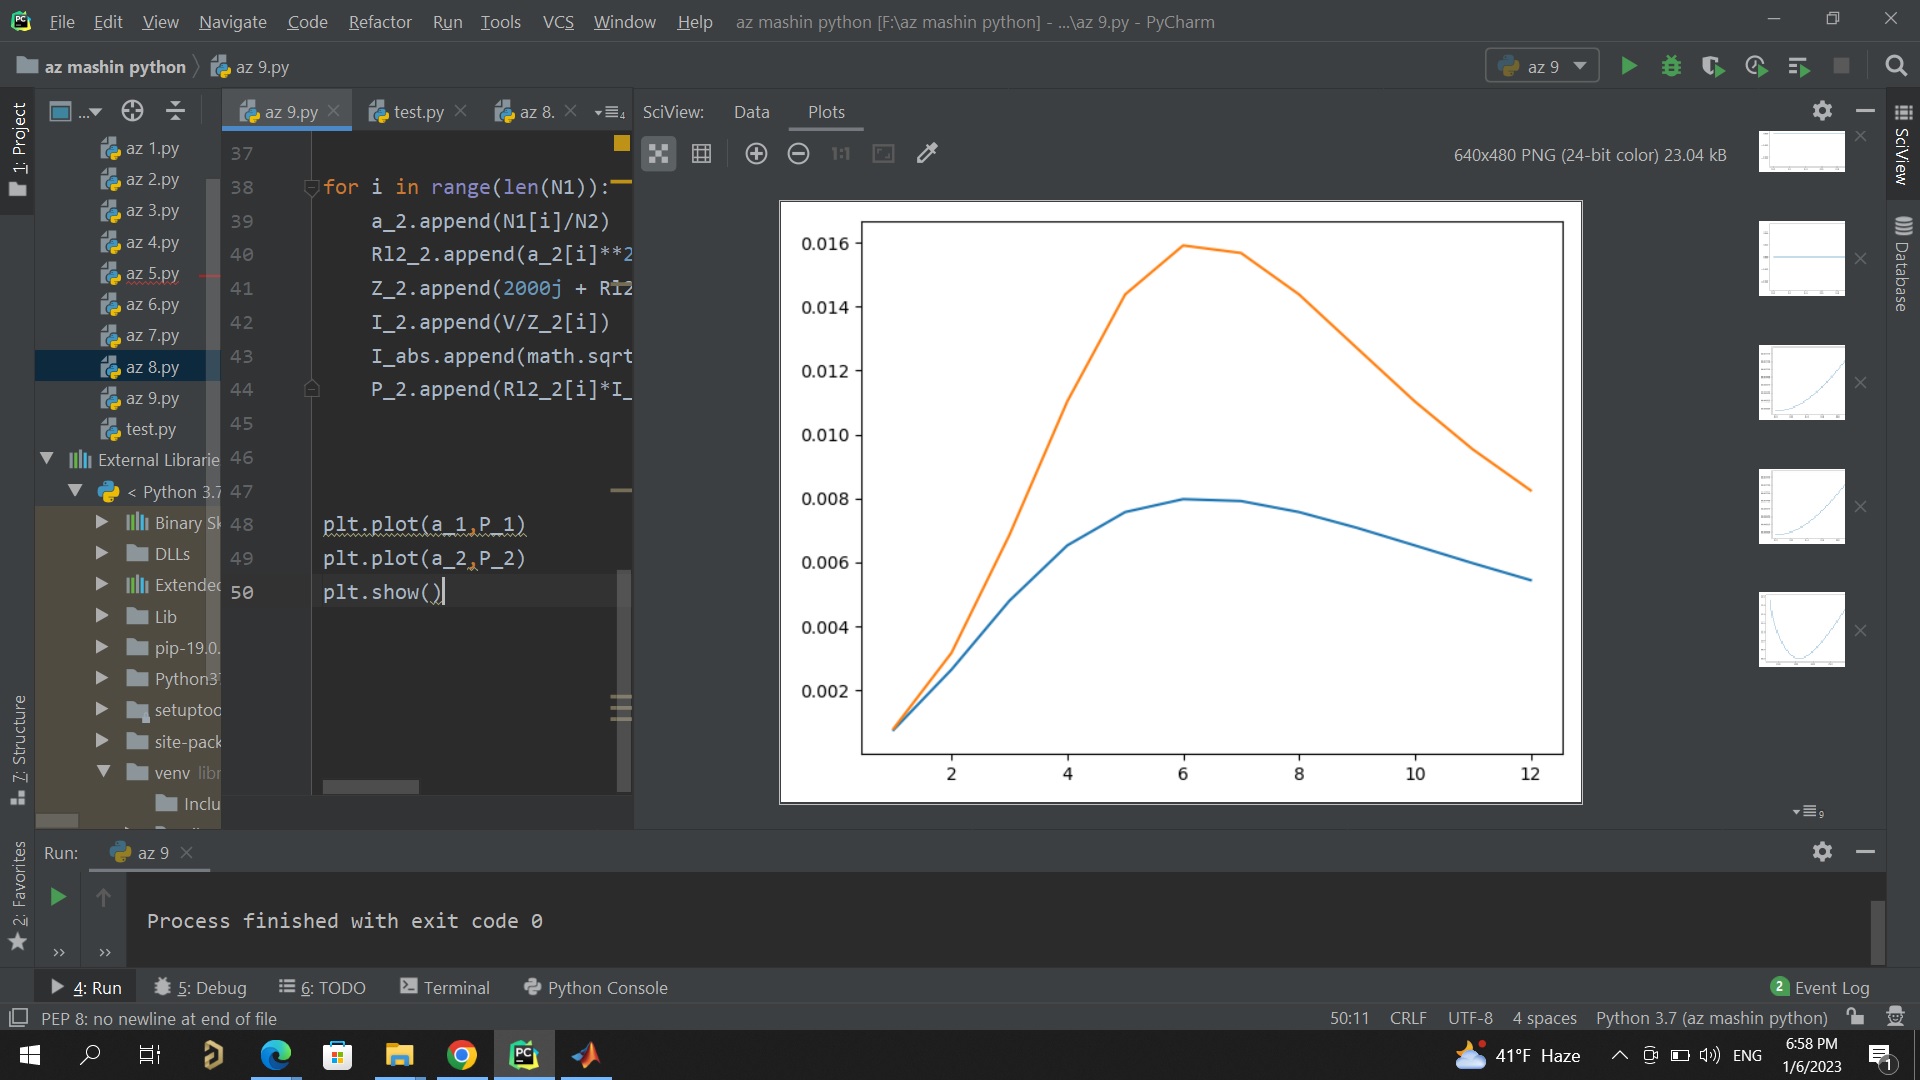 File Edit View Navigate Code Refactor Run Tools VCS Window Help az mashin python [F:\az mashin python] - ...\az 9.py - PyCharm
az mashin python az 9.py
az 9
1: Project
...
az 1.py
az 2.py
az 3.py
az 4.py
az 5.py
az 6.py
az 7.py
az 8.py
az 9.py
test.py
External Librarie
< Python 3.7
Binary Sk
DLLs
Extended
Lib
pip-19.0.
Python3
setuptoo
site-pack
venv libr
Inclu
az 9.py test.py az 8. 4
37
38 for i in range(len(N1)):
39 a_2.append(N1[i]/N2)
40 Rl2_2.append(a_2[i]**2
41 Z_2.append(2000j + Rl2
42 I_2.append(V/Z_2[i])
43 I_abs.append(math.sqrt
44 P_2.append(Rl2_2[i]*I_
45
46
47
48 plt.plot(a_1,P_1)
49 plt.plot(a_2,P_2)
50 plt.show()
SciView: Data Plots
1:1
640x480 PNG (24-bit color) 23.04 kB
0.016
0.014
0.012
0.010
0.008
0.006
0.004
0.002
2 4 6 8 10 12
9
SciView
Database
7: Structure
2: Favorites
Run: az 9
Process finished with exit code 0
4: Run 5: Debug 6: TODO Terminal Python Console 2 Event Log
PEP 8: no newline at end of file 50:11 CRLF UTF-8 4 spaces Python 3.7 (az mashin python)
PC 41°F Haze ENG 6:58 PM
1/6/2023 1